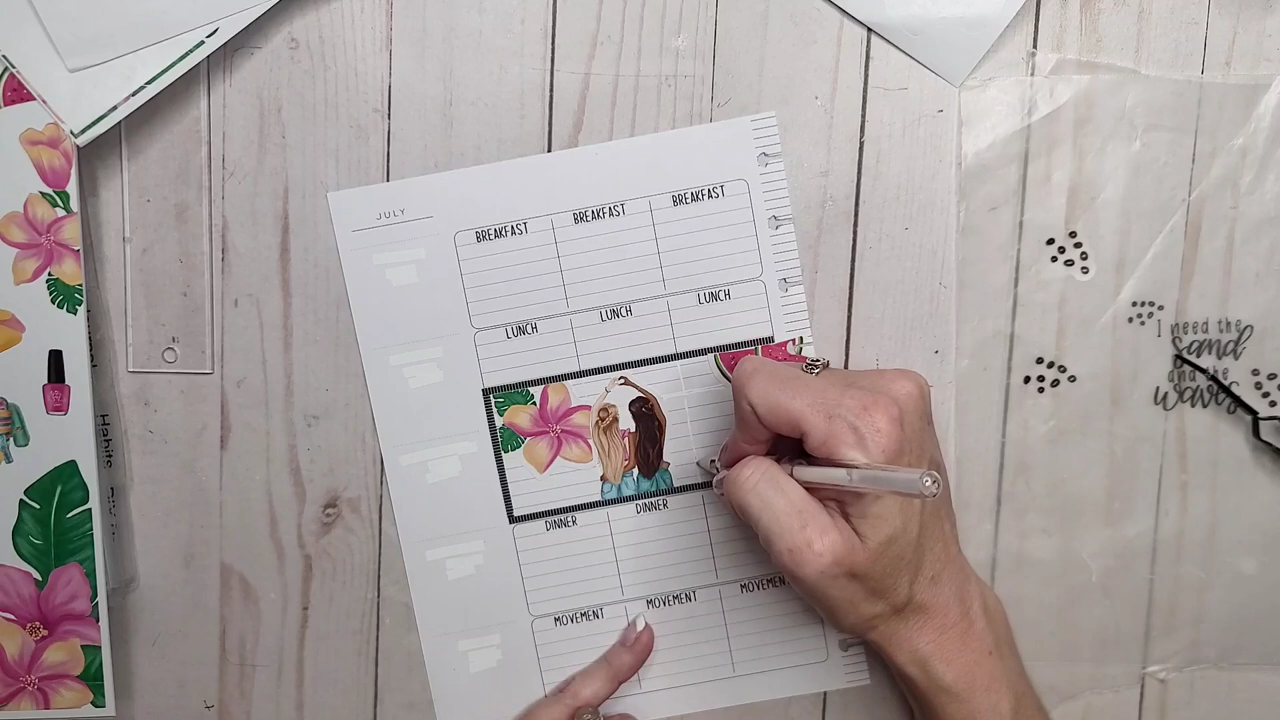 JULY
BREAKFAST BREAKFAST BREAKFAST
LUNCH LUNCH LUNCH
DINNER DINNER
MOVEMENT MOVEMENT MOVEMENT
I need the
sand
and the
waves
Habits